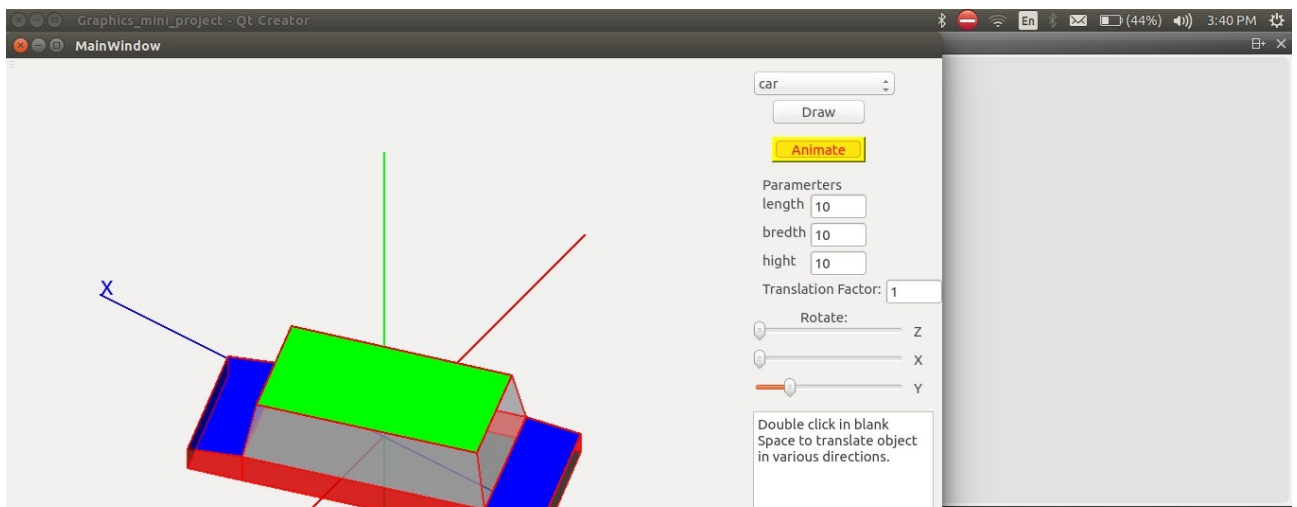 Graphics_mini_project - Qt Creator
En
(44%)
3:40 PM
MainWindow
car
Draw
Animate
Paramerters
length 10
bredth 10
hight 10
Translation Factor: 1
Rotate:
Z
X
Y
X
Double click in blank
Space to translate object
in various directions.